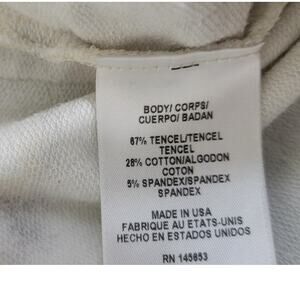 BODY/ CORPS/
CUERPO/ BADAN
67% TENCEL/TENCEL
TENCEL
28% COTTON/ALGODON
COTON
5% SPANDEX/SPANDEX
SPANDEX
MADE IN USA
FABRIQUE AU ETATS-UNIS
HECHO EN ESTADOS UNIDOS
RN 145653